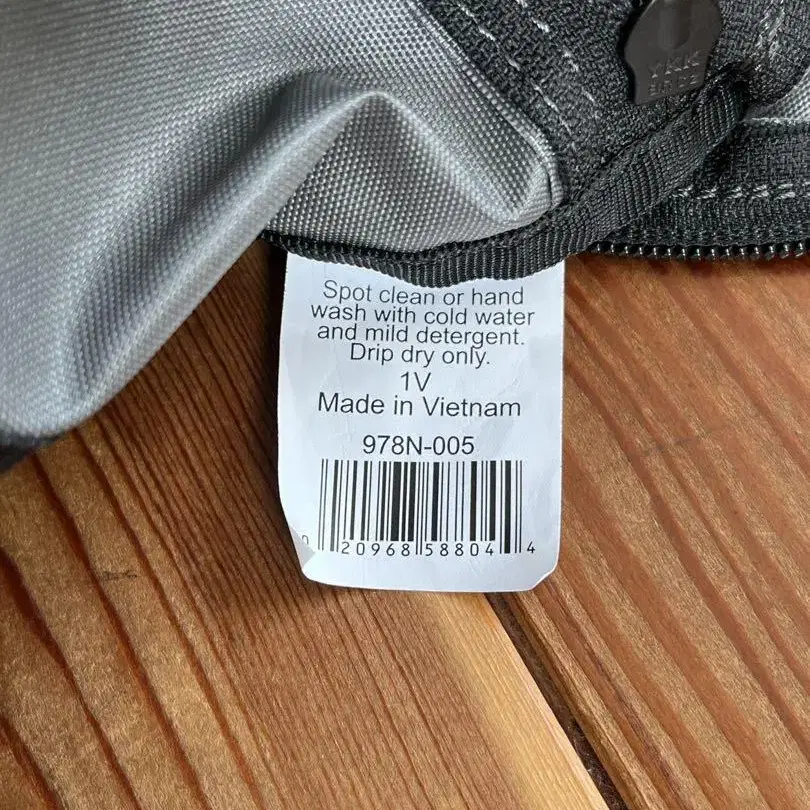 YKK
Spot clean or hand
wash with cold water
and mild detergent.
Drip dry only.
1V
Made in Vietnam
978N-005
0 20968 58804 4